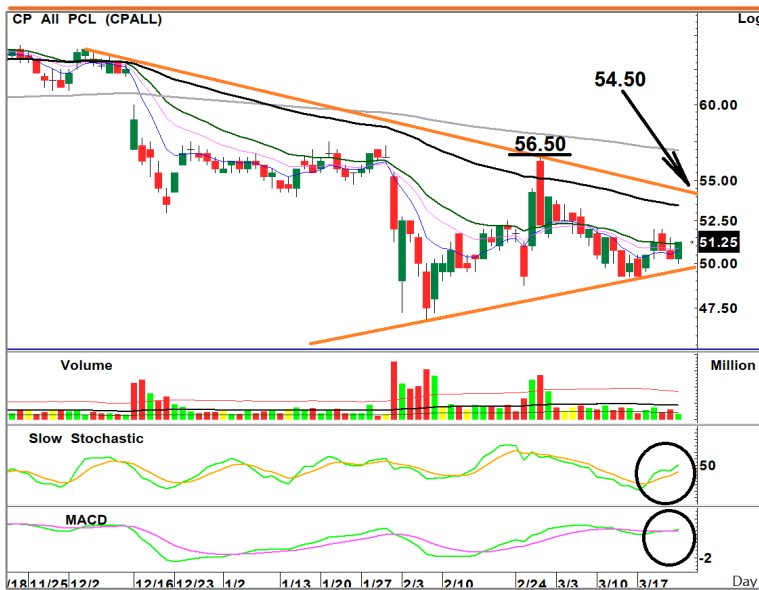 CP All PCL (CPALL)
Log
54.50
60.00
56.50
55.00
52.50
51.25
50.00
47.50
Volume
Million
Slow Stochastic
50
MACD
-2
/18 11/25 12/2 12/16 12/23 1/2 1/13 1/20 1/27 2/3 2/10 2/24 3/3 3/10 3/17 Day